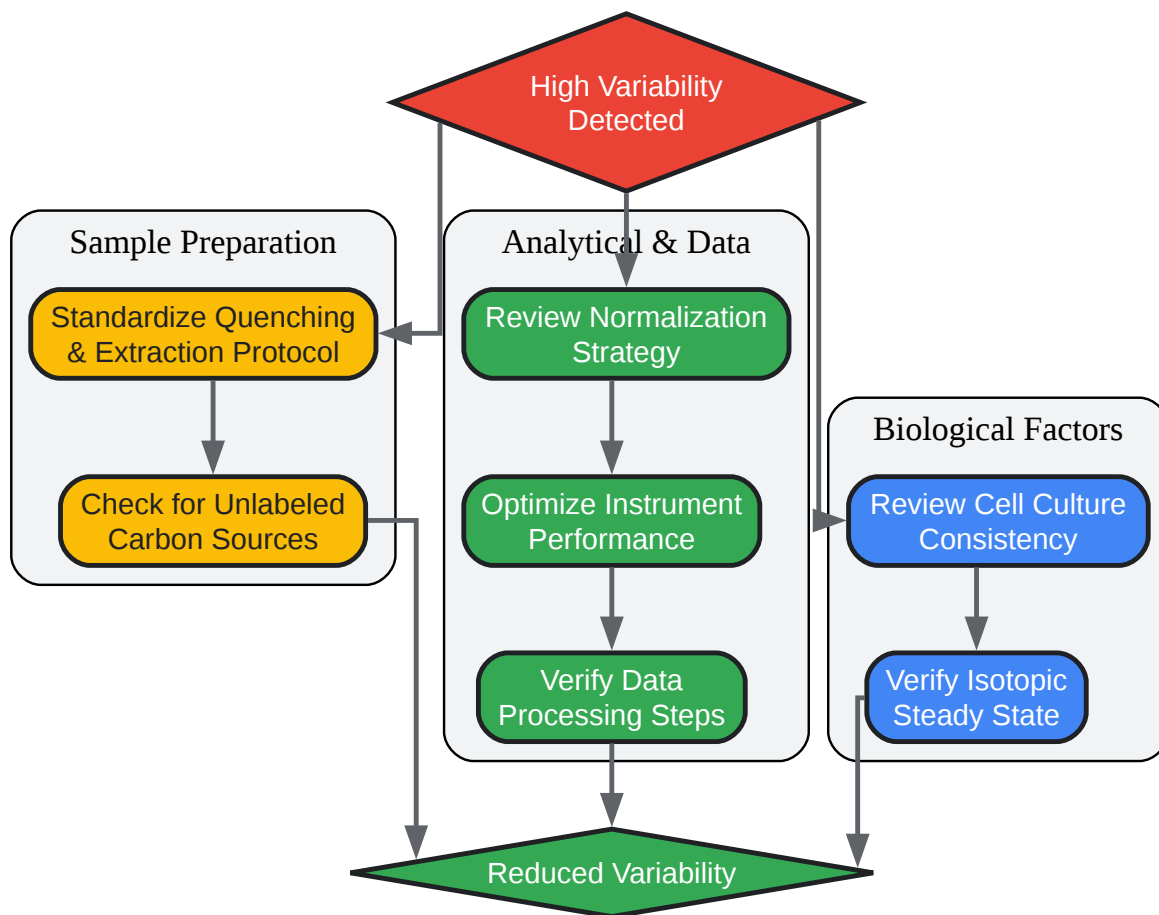 High Variability
Detected
Sample Preparation
Standardize Quenching
& Extraction Protocol
Check for Unlabeled
Carbon Sources
Analytical & Data
Review Normalization
Strategy
Optimize Instrument
Performance
Verify Data
Processing Steps
Biological Factors
Review Cell Culture
Consistency
Verify Isotopic
Steady State
Reduced Variability